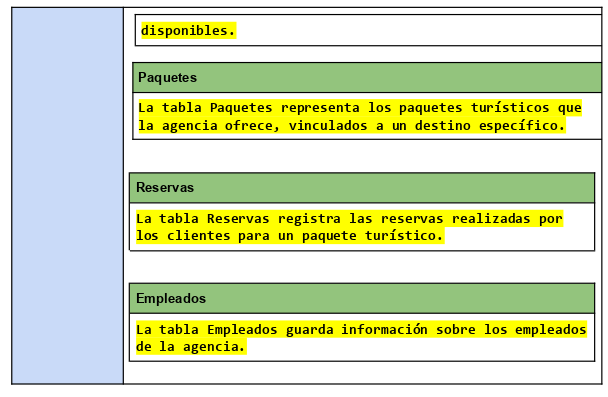 disponibles.
Paquetes
La tabla Paquetes representa los paquetes turísticos que
la agencia ofrece, vinculados a un destino específico.
Reservas
La tabla Reservas registra las reservas realizadas por
los clientes para un paquete turístico.
Empleados
La tabla Empleados guarda información sobre los empleados
de la agencia.